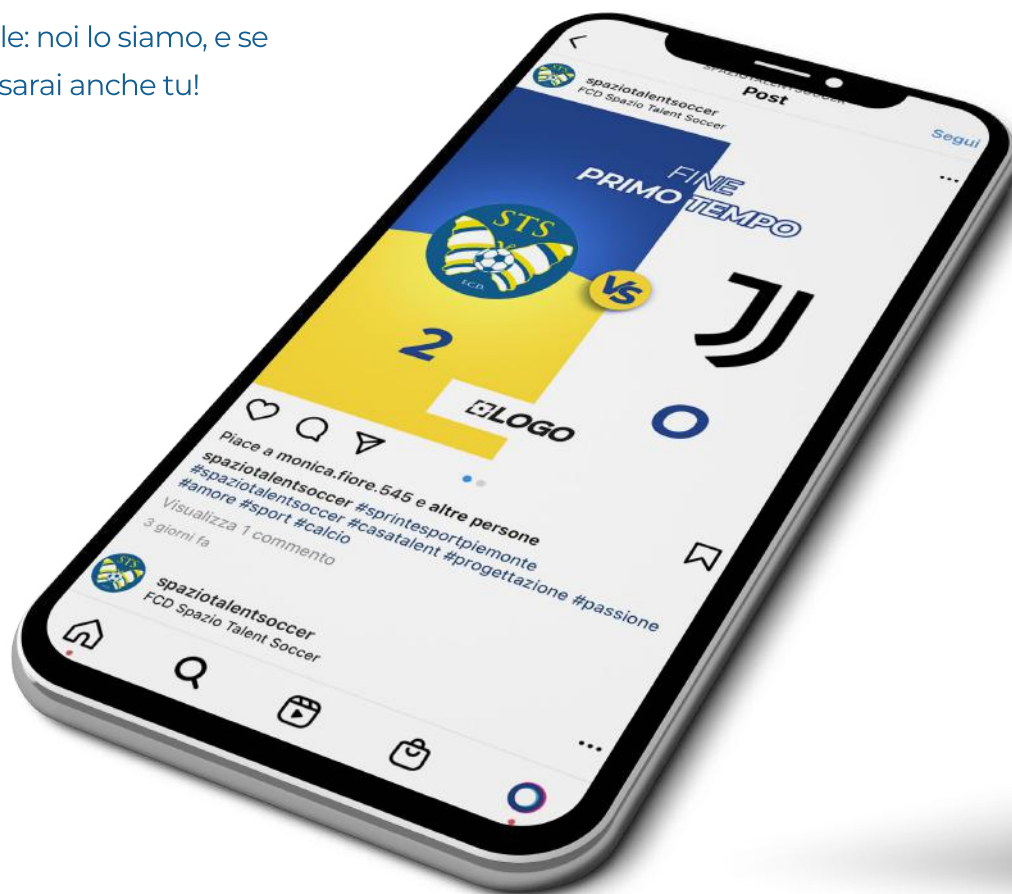 le: noi lo siamo, e se
sarai anche tu!
Post
spaziotalentsoccer
FCD Spazio Talent Soccer
Segui
FINE
PRIMO TEMPO
STS
F.C.D.
VS
2
0
LOGO
Piace a monica.fiore.545 e altre persone
spaziotalentsoccer #sprintesportpiemonte
#spaziotalentsoccer #casatalent #progettazione #passione
#amore #sport #calcio
Visualizza 1 commento
3 giorni fa
STS
spaziotalentsoccer
FCD Spazio Talent Soccer